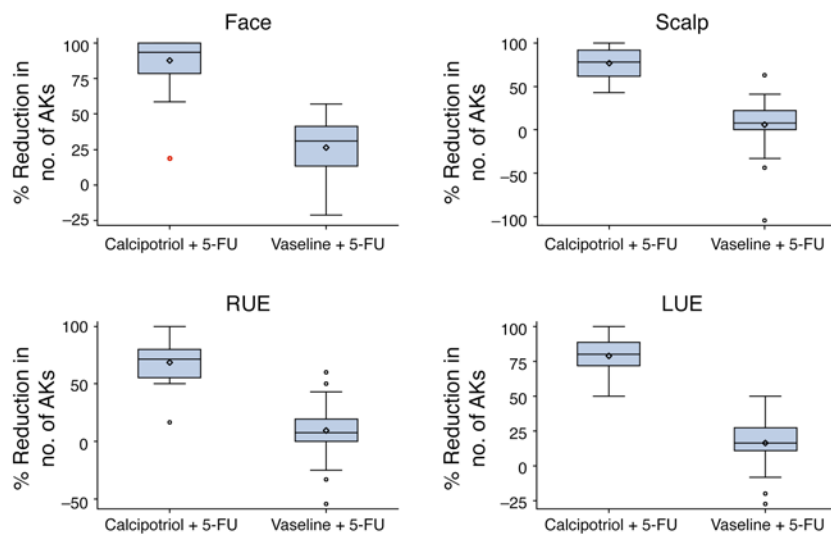 Face
% Reduction in
no. of AKs
100
75
50
25
0
−25
Calcipotriol + 5-FU
Vaseline + 5-FU
Scalp
% Reduction in
no. of AKs
100
50
0
−50
−100
Calcipotriol + 5-FU
Vaseline + 5-FU
RUE
% Reduction in
no. of AKs
100
50
0
−50
Calcipotriol + 5-FU
Vaseline + 5-FU
LUE
% Reduction in
no. of AKs
100
75
50
25
0
−25
Calcipotriol + 5-FU
Vaseline + 5-FU